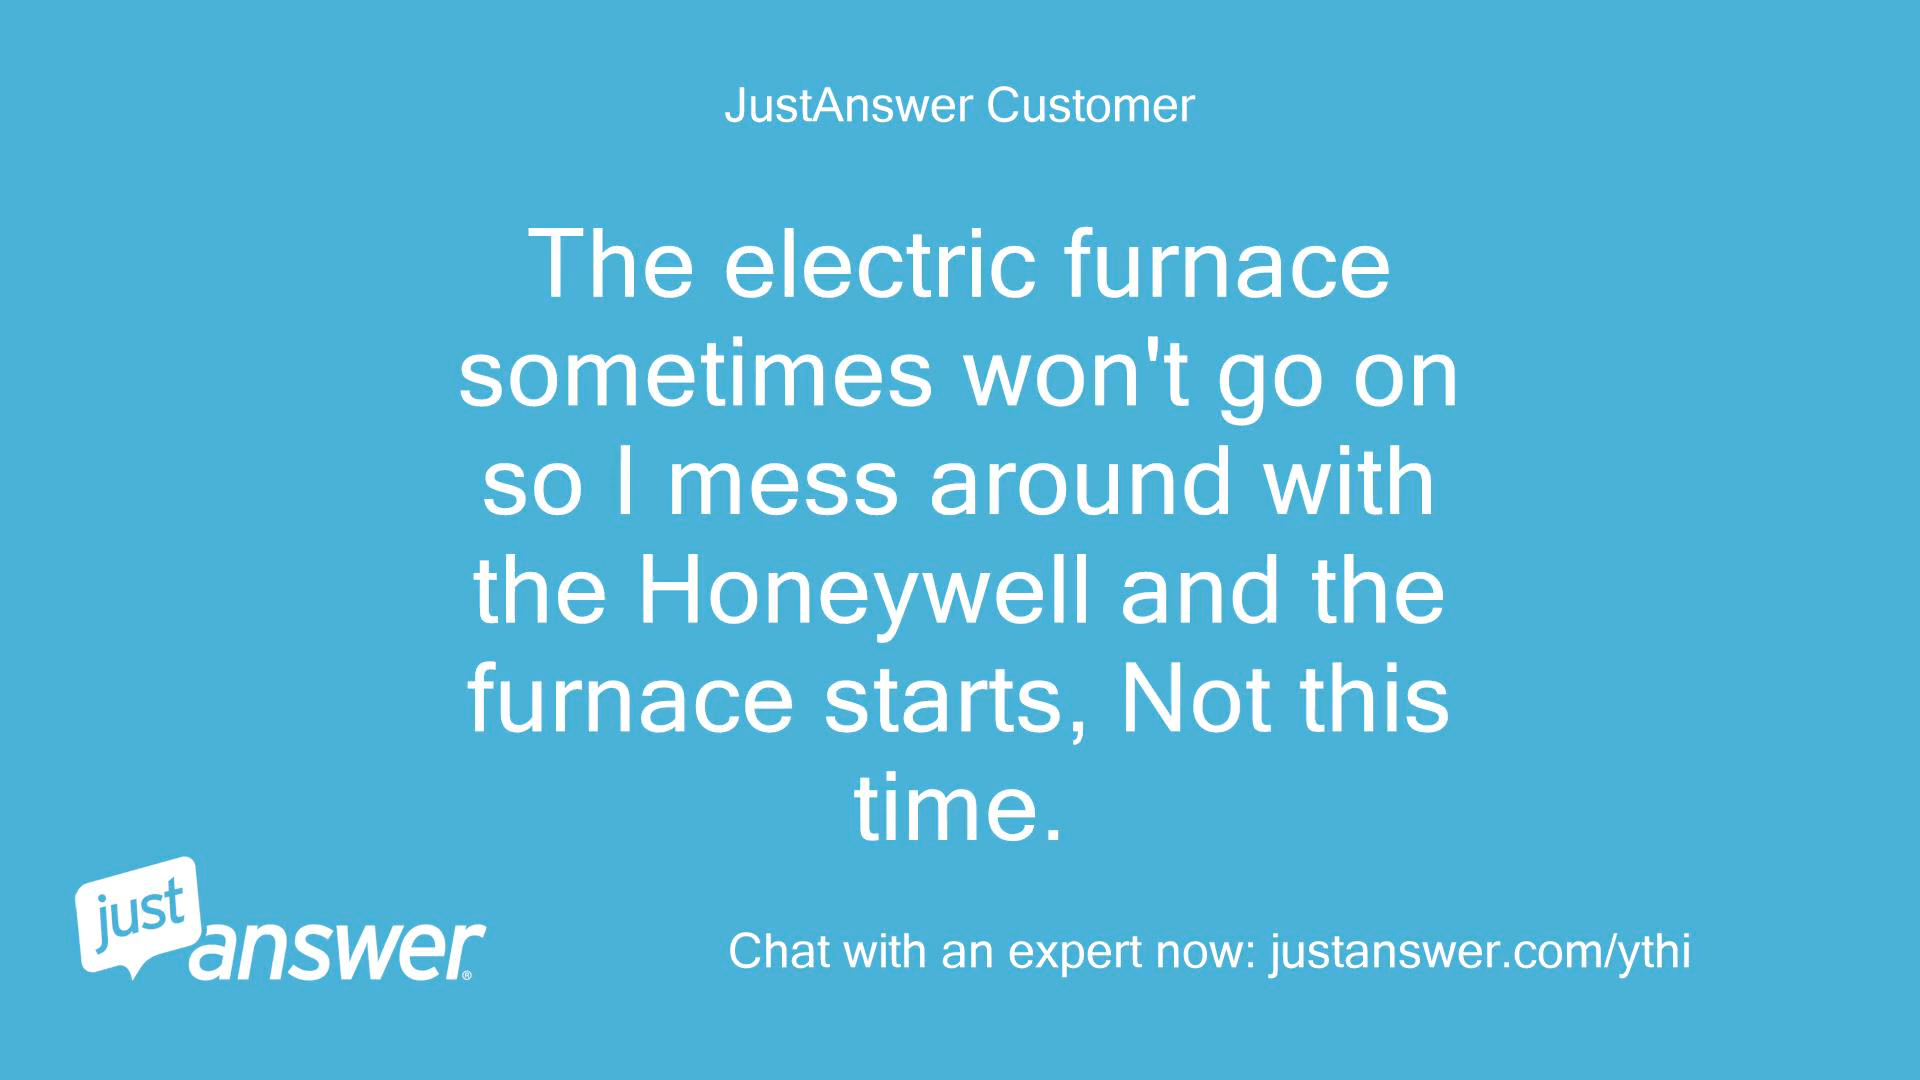 JustAnswer Customer
The electric furnace
sometimes won't go on
so I mess around with
the Honeywell and the
furnace starts, Not this
time.
just
answer®
Chat with an expert now: justanswer.com/ythi